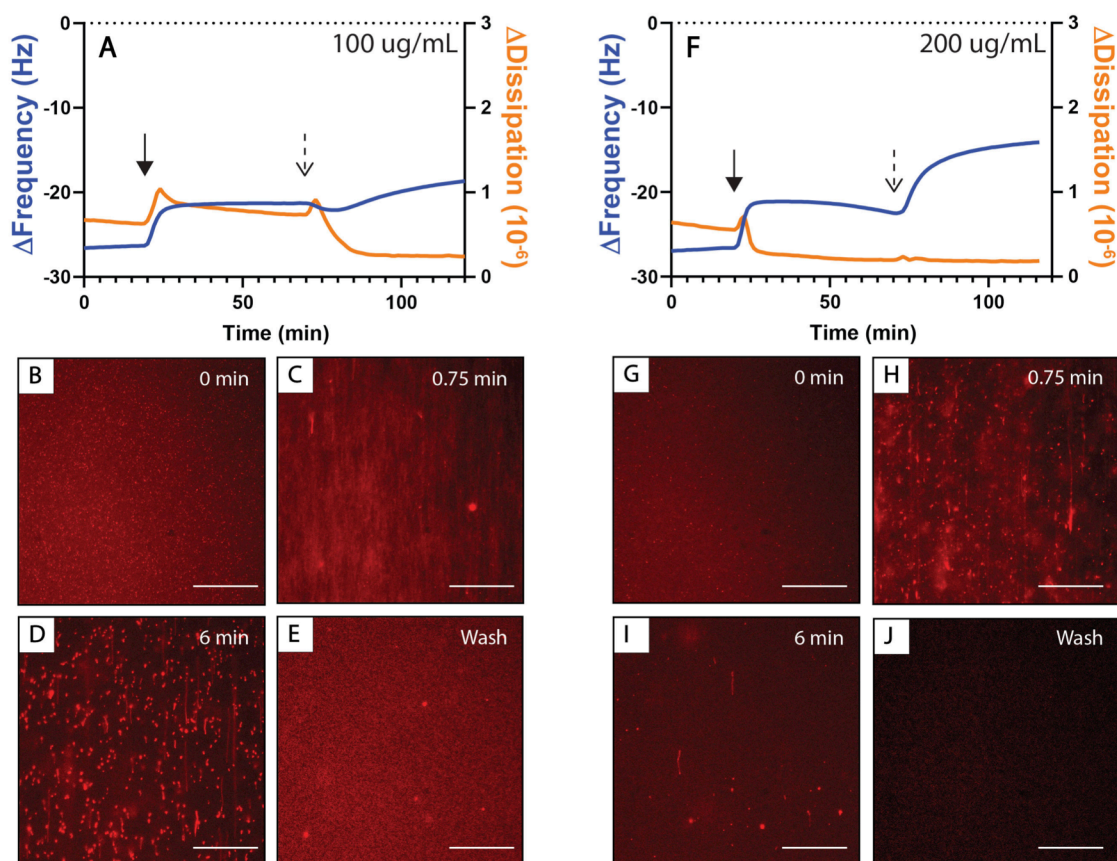 A
100 ug/mL
ΔFrequency (Hz)
0
-10
-20
-30
ΔDissipation (10⁻⁶)
3
2
1
0
0
50
100
Time (min)
F
200 ug/mL
ΔFrequency (Hz)
0
-10
-20
-30
ΔDissipation (10⁻⁶)
3
2
1
0
0
50
100
Time (min)
B
0 min
C
0.75 min
G
0 min
H
0.75 min
D
6 min
E
Wash
I
6 min
J
Wash